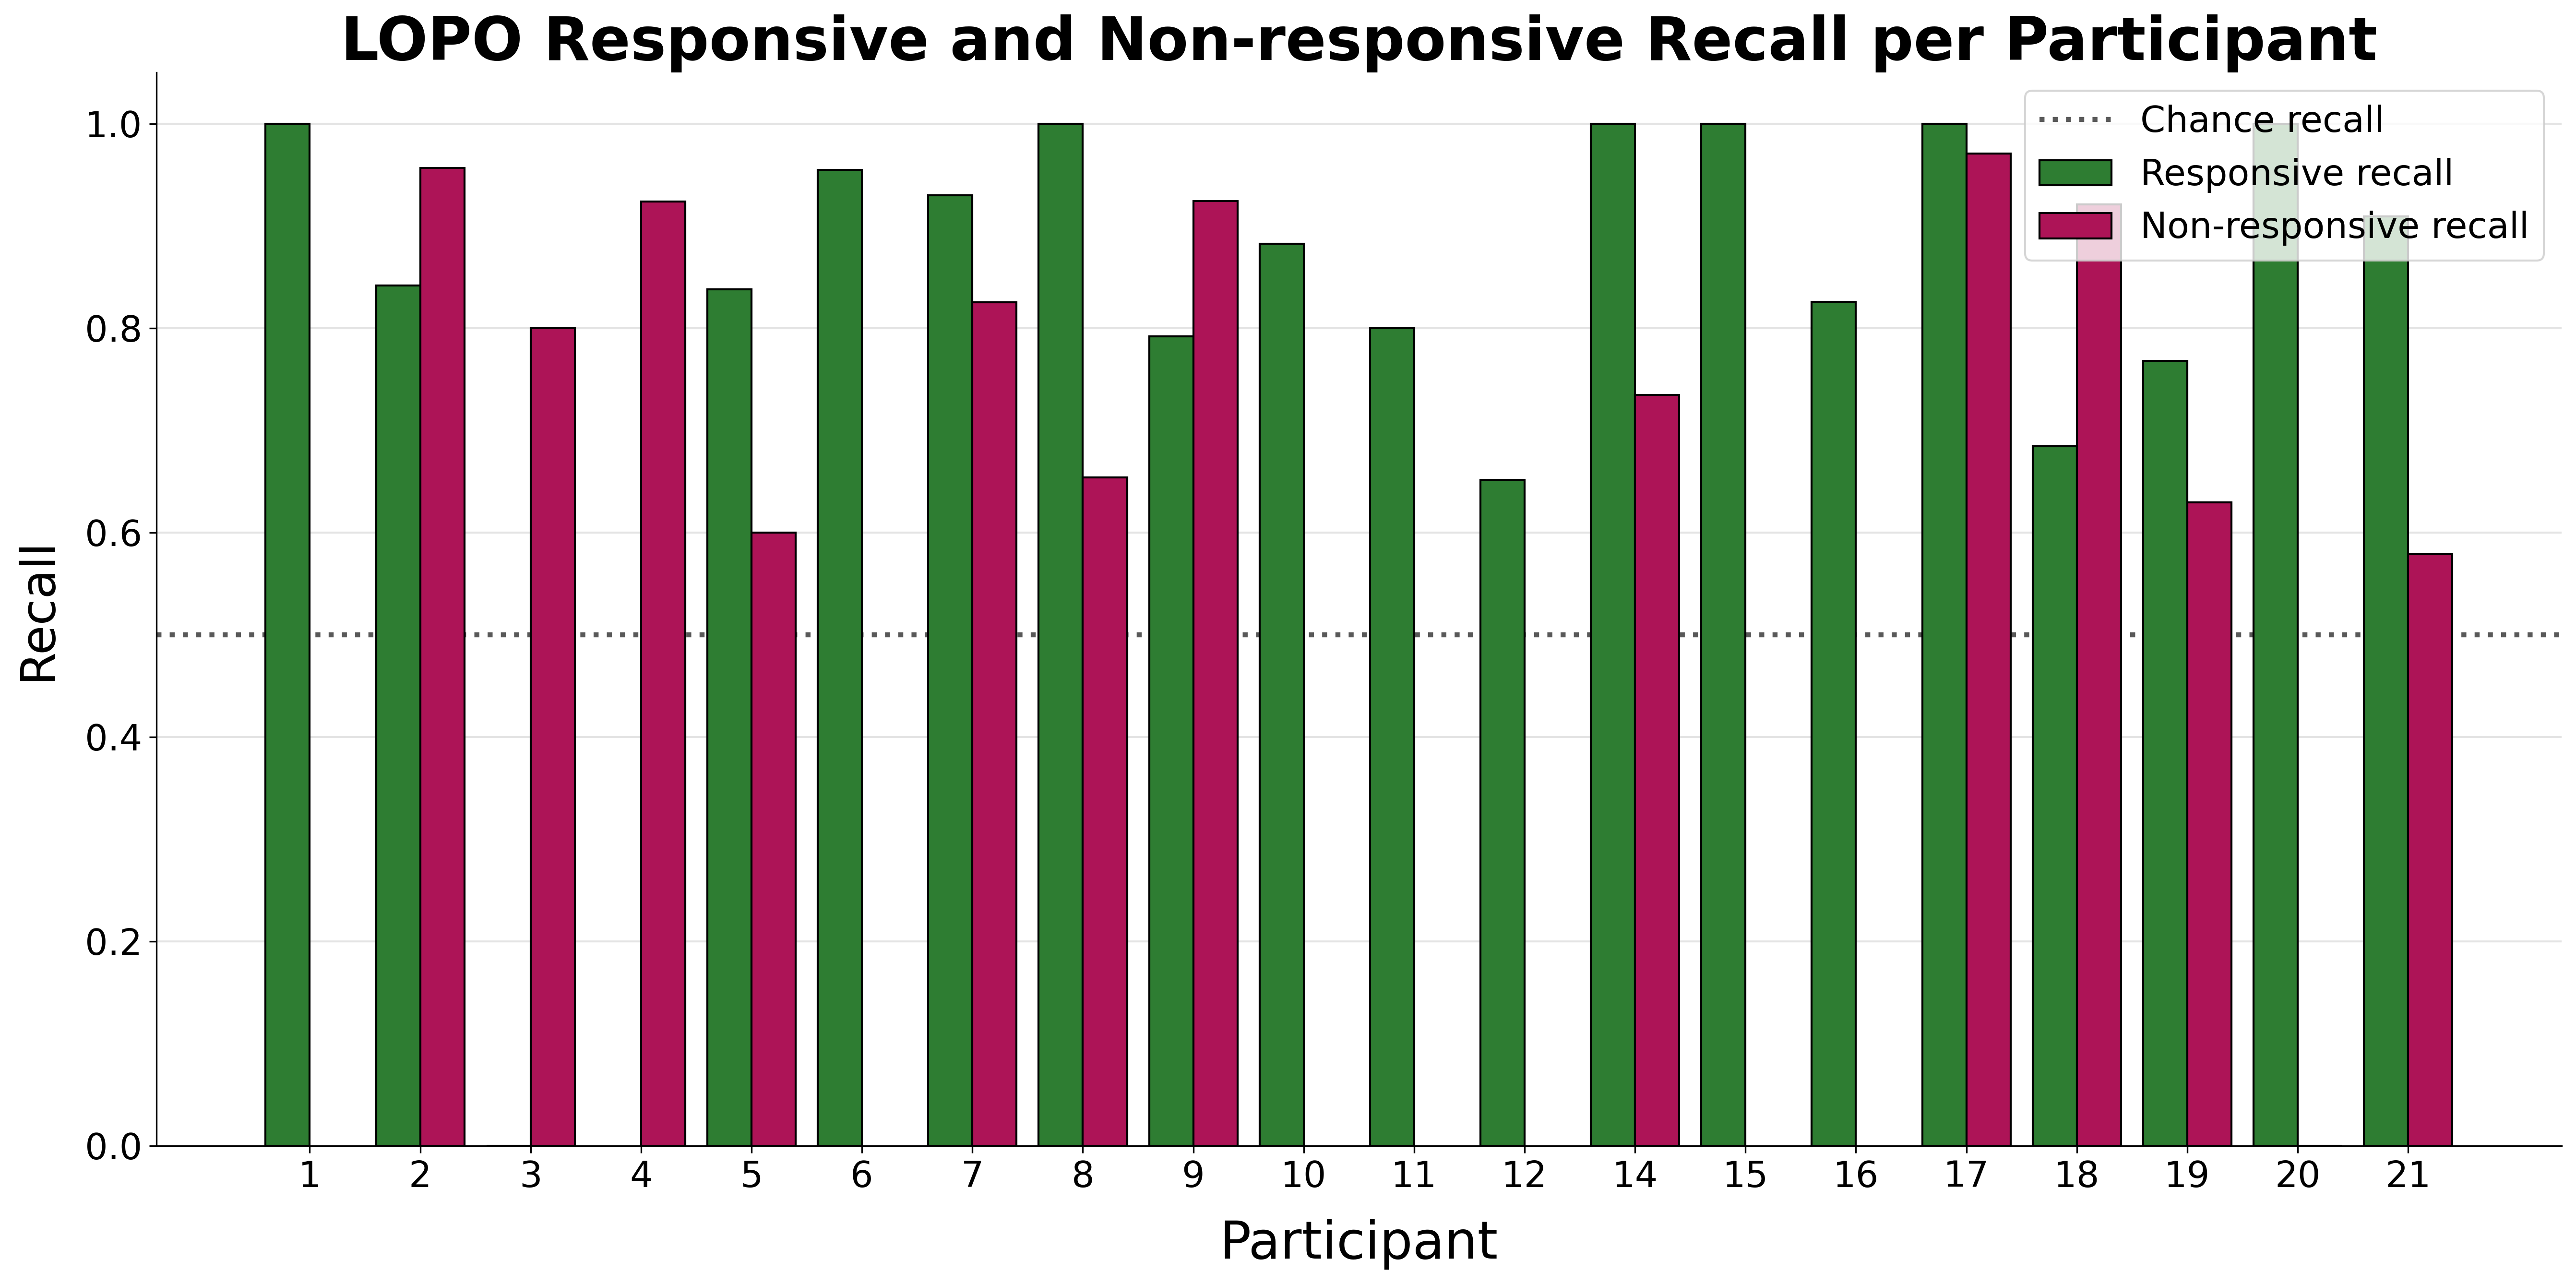 LOPO Responsive and Non-responsive Recall per Participant
Chance recall
Responsive recall
Non-responsive recall
1.0
0.8
0.6
0.4
0.2
0.0
Recall
1 2 3 4 5 6 7 8 9 10 11 12 14 15 16 17 18 19 20 21
Participant